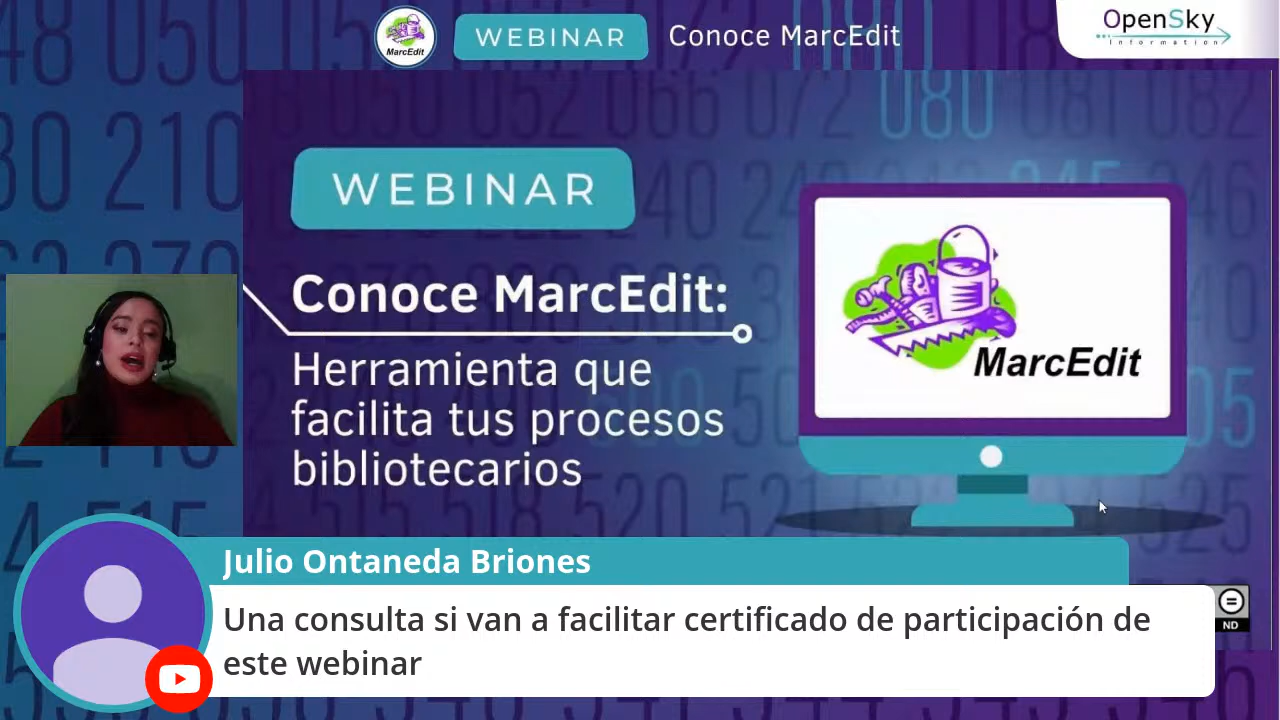 MarcEdit
WEBINAR
Conoce MarcEdit
OpenSky
Information
WEBINAR
Conoce MarcEdit:
Herramienta que
facilita tus procesos
bibliotecarios
MarcEdit
Julio Ontaneda Briones
Una consulta si van a facilitar certificado de participación de
este webinar
ND